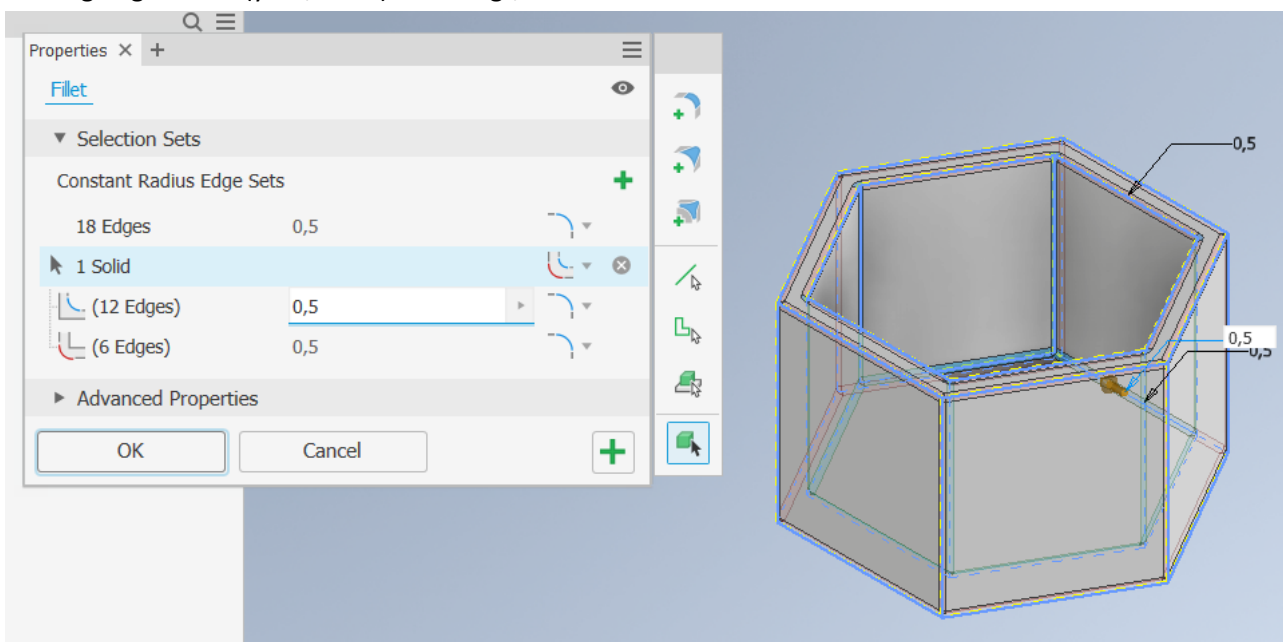 Properties × +
Fillet
▼ Selection Sets
Constant Radius Edge Sets
18 Edges 0,5
1 Solid
(12 Edges) 0,5
(6 Edges) 0,5
► Advanced Properties
OK Cancel
0,5
0,5
0,5